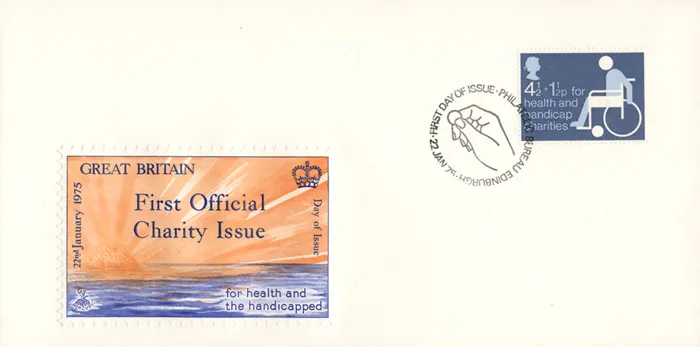 4½+1½p for
health and
handicap
charities
FIRST DAY OF ISSUE · PHILATELIC BUREAU EDINBURGH · 22 JAN 75 ·
GREAT BRITAIN
22nd January 1975
First Official
Charity Issue
Day of Issue
for health and
the handicapped